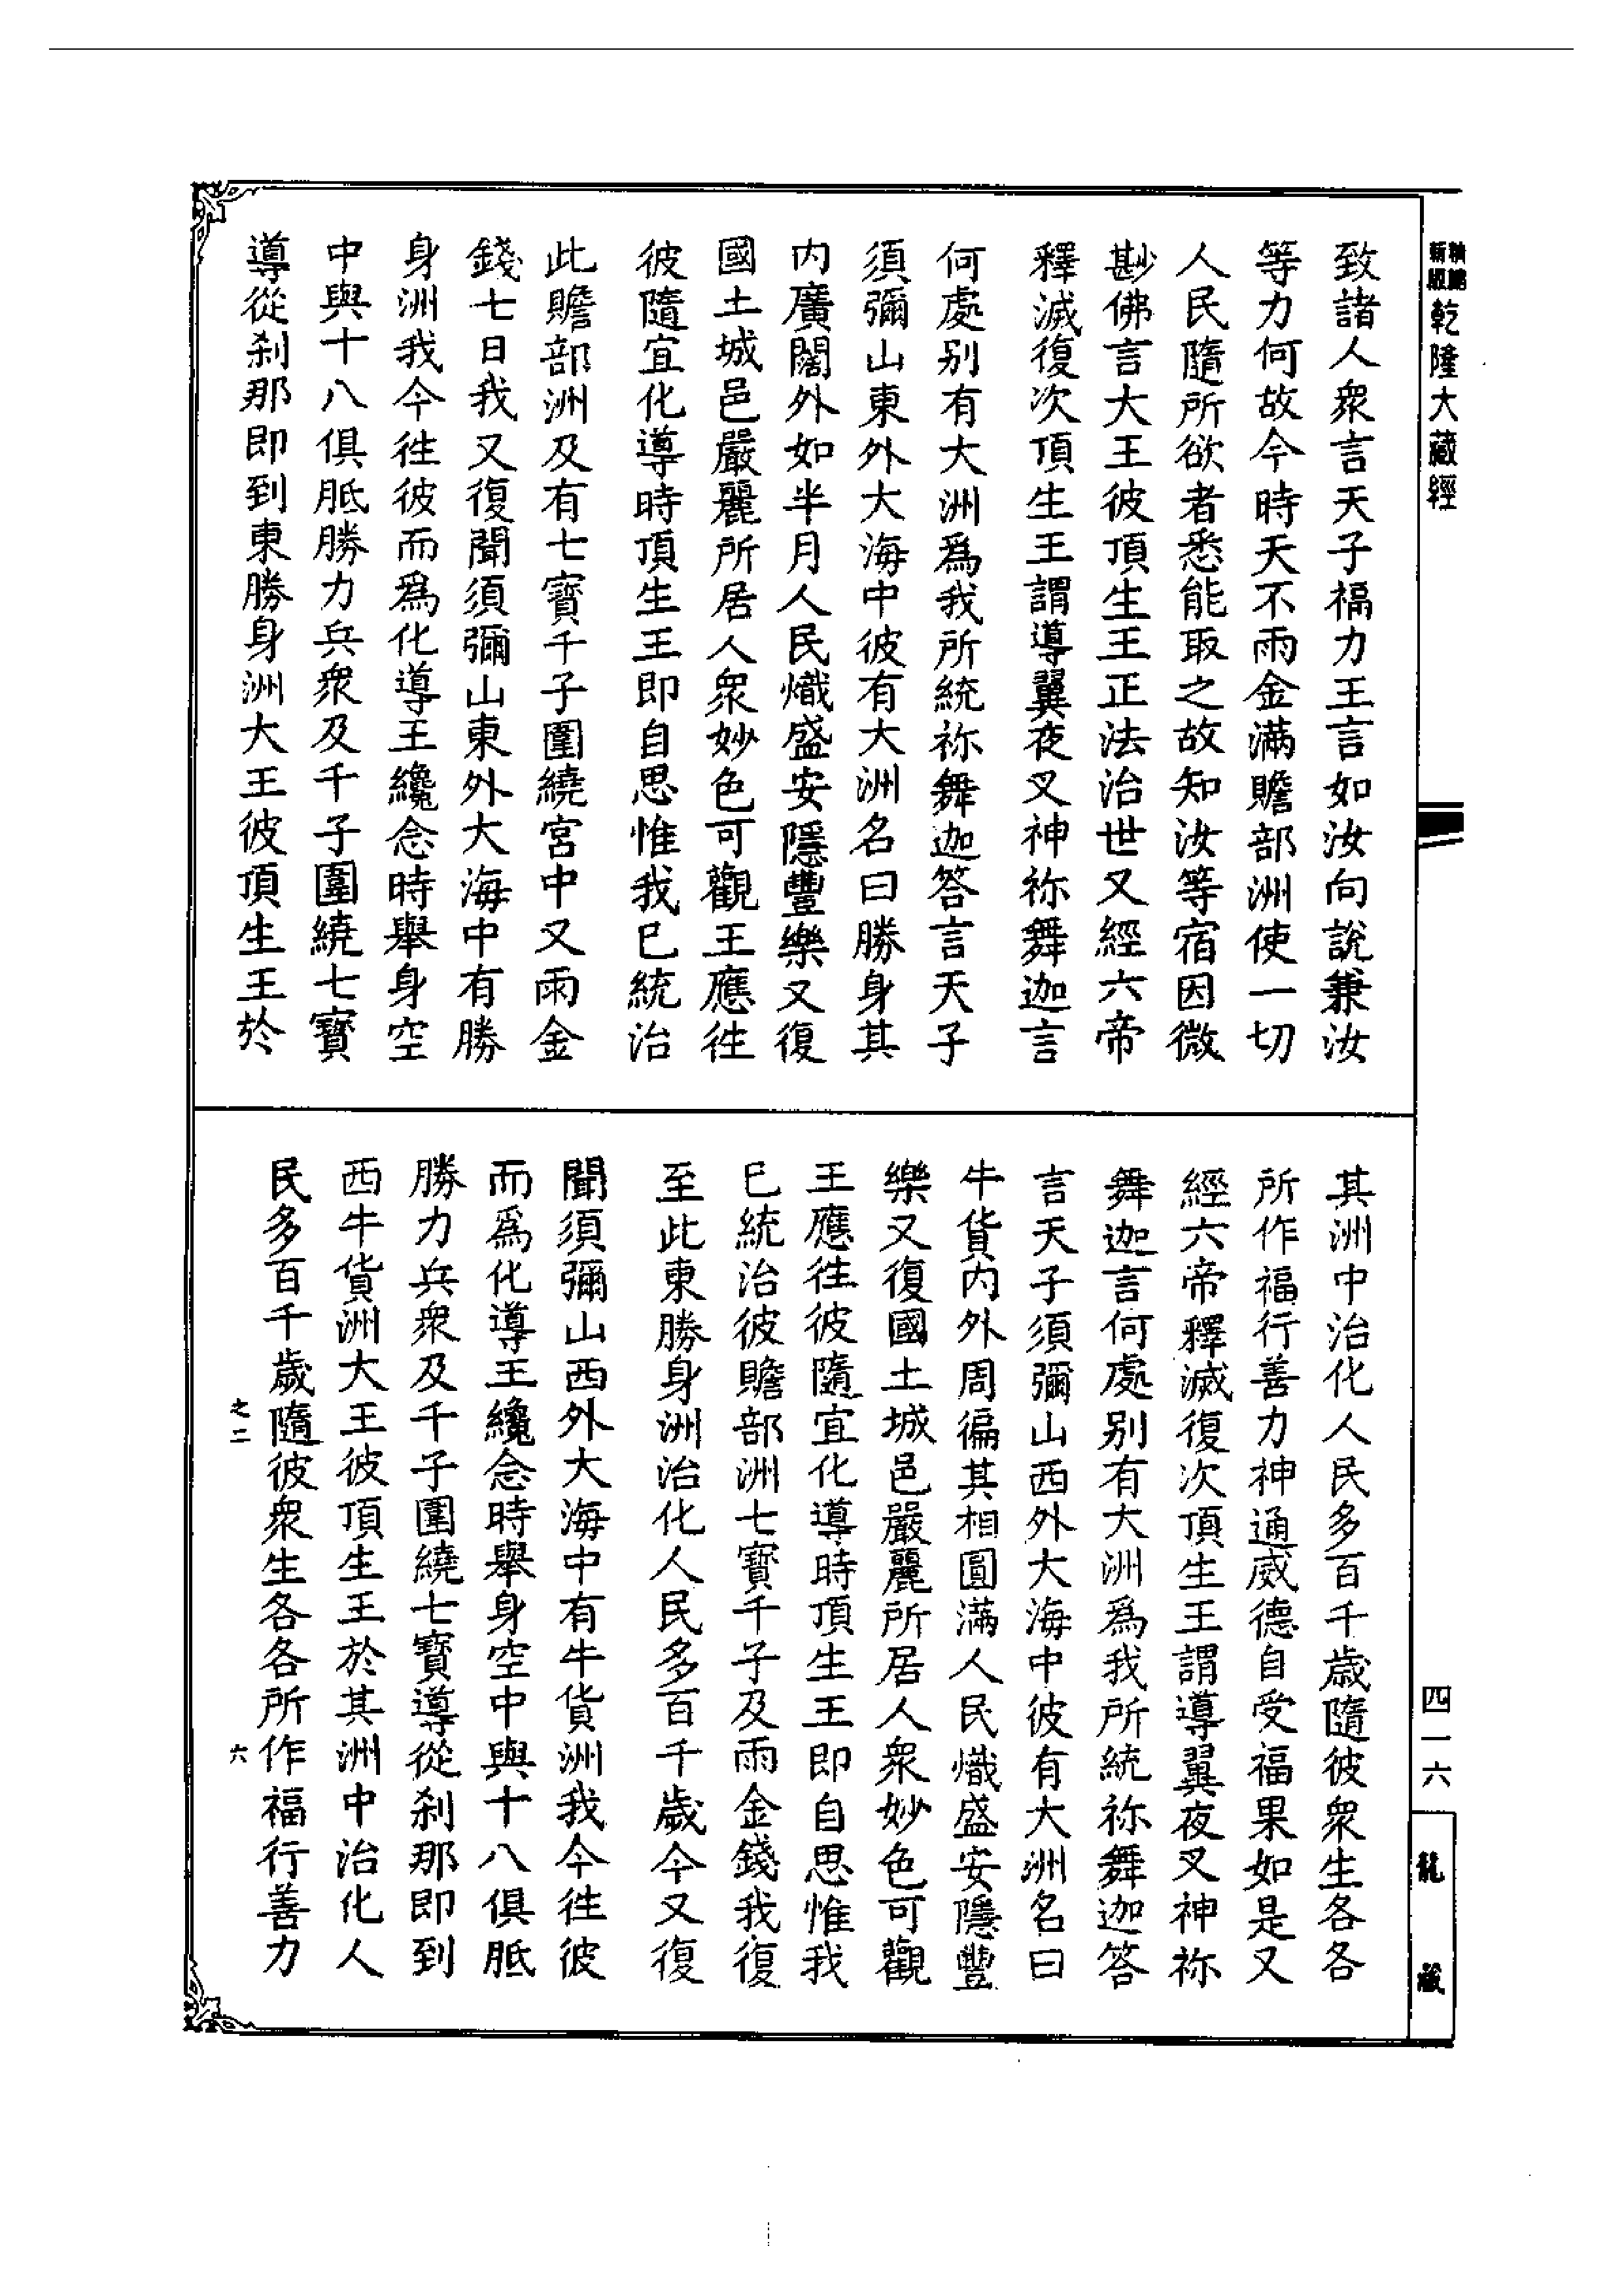 乾隆大藏經
致諸人衆言天子福力王言如汝向說兼汝
等力何故今時天不雨金滿贍部洲使一切
人民隨所欲者悉能取之故知汝等宿因微
尠佛言大王彼頂生王正法治世又經六帝
釋滅復次頂生王謂導翼夜叉神祢舞迦言
何處别有大洲爲我所統祢舞迦答言天子
須彌山東外大海中彼有大洲名曰勝身其
内廣闊外如半月人民熾盛安隱豐樂又復
國土城邑嚴麗所居人衆妙色可觀王應徃
彼隨宜化導時頂生王即自思惟我巳統治
此贍部洲及有七寳千子圍繞宮中又雨金
錢七日我又復聞須彌山東外大海中有勝
身洲我今徃彼而爲化導王纔念時舉身空
中與十八俱胝勝力兵衆及千子圍繞七寳
導從刹那即到東勝身洲大王彼頂生王於
其洲中治化人民多百千歲隨彼衆生各各
所作福行善力神通威德自受福果如是又
經六帝釋滅復次頂生王謂導翼夜叉神祢
舞迦言何處别有大洲爲我所統祢舞迦答
言天子須彌山西外大海中彼有大洲名曰
牛貨内外周徧其相圓滿人民熾盛安隱豐
樂又復國土城邑嚴麗所居人衆妙色可觀
王應徃彼隨宜化導時頂生王即自思惟我
巳統治彼贍部洲七寳千子及雨金錢我復
至此東勝身洲治化人民多百千歲今又復
聞須彌山西外大海中有牛貨洲我今徃彼
而爲化導王纔念時舉身空中與十八俱胝
勝力兵衆及千子圍繞七寳導從刹那即到
西牛貨洲大王彼頂生王於其洲中治化人
民多百千歲隨彼衆生各各所作福行善力
之二 六
四一六
龍藏